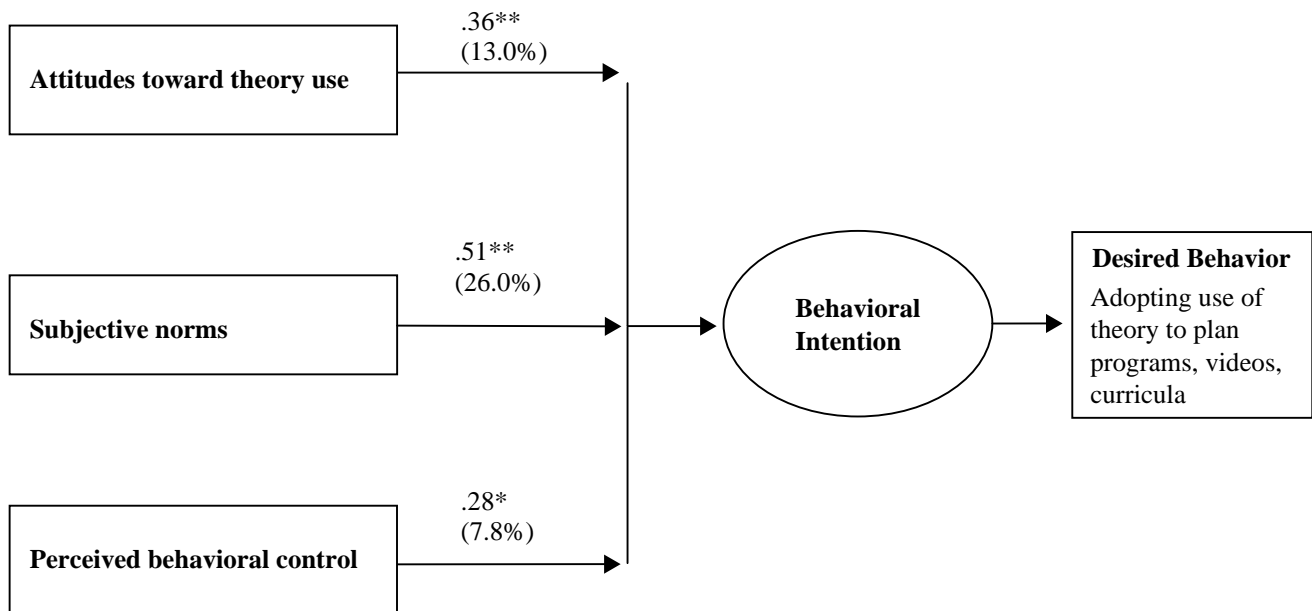 .36**
(13.0%)
Attitudes toward theory use
.51**
(26.0%)
Subjective norms
.28*
(7.8%)
Perceived behavioral control
Behavioral
Intention
Desired Behavior
Adopting use of
theory to plan
programs, videos,
curricula